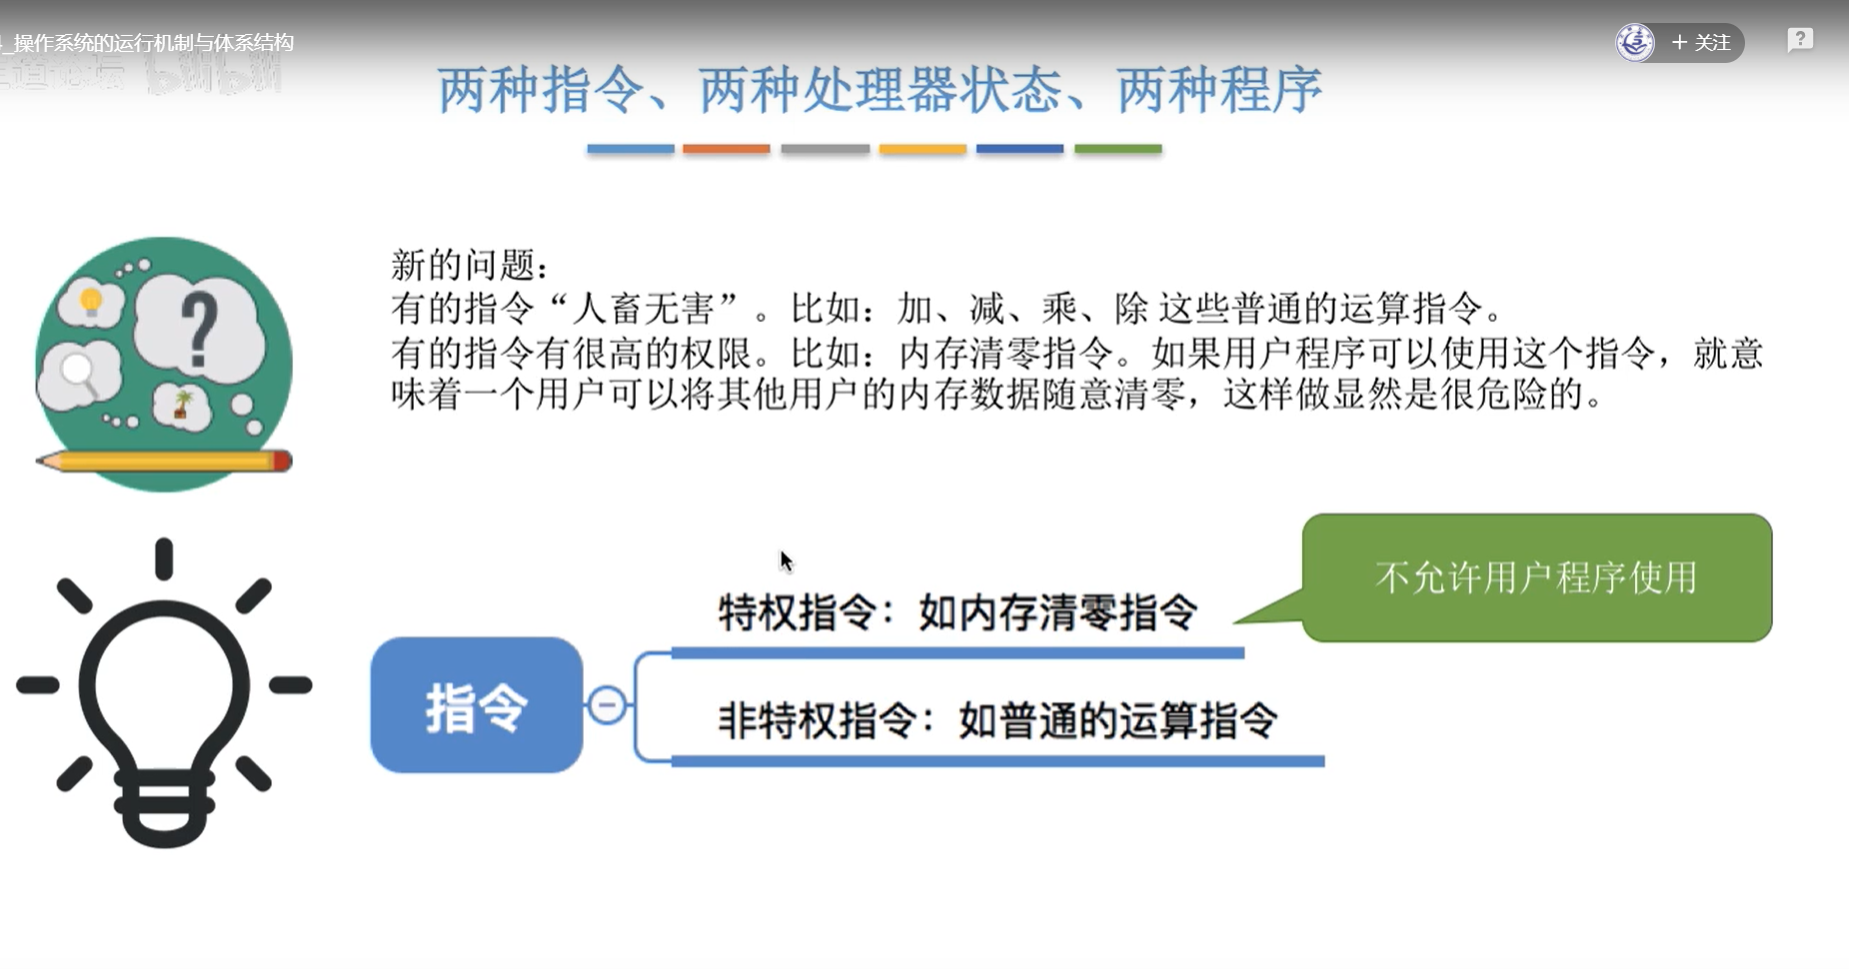 _操作系统的运行机制与体系结构
+ 关注
?
bilibili
两种指令、两种处理器状态、两种程序
?
新的问题：
有的指令“人畜无害”。比如：加、减、乘、除 这些普通的运算指令。
有的指令有很高的权限。比如：内存清零指令。如果用户程序可以使用这个指令，就意
味着一个用户可以将其他用户的内存数据随意清零，这样做显然是很危险的。
不允许用户程序使用
特权指令：如内存清零指令
指令
非特权指令：如普通的运算指令